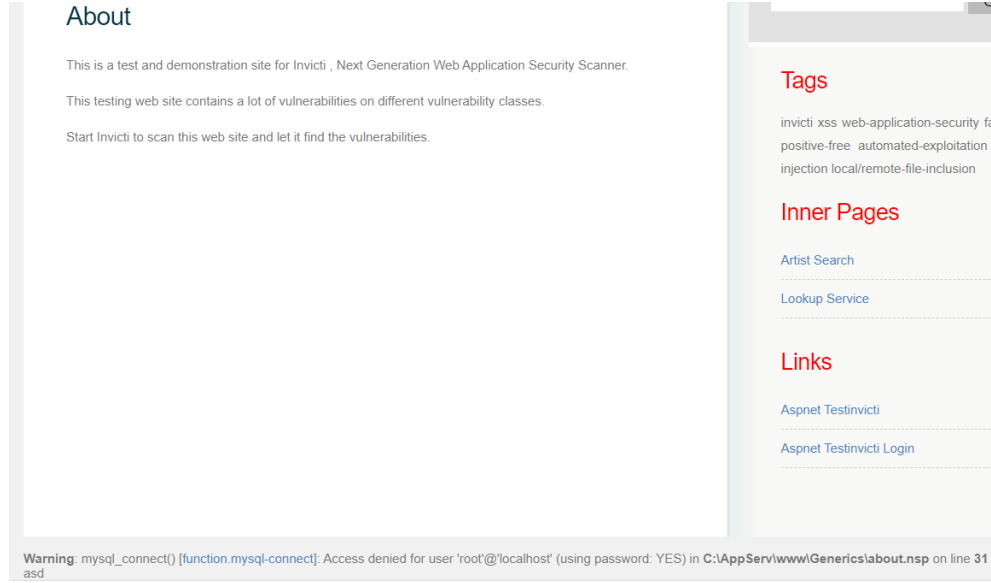 About
This is a test and demonstration site for Invicti , Next Generation Web Application Security Scanner.
This testing web site contains a lot of vulnerabilities on different vulnerability classes.
Start Invicti to scan this web site and let it find the vulnerabilities.
Tags
invicti xss web-application-security
positive-free automated-exploitation
injection local/remote-file-inclusion
Inner Pages
Artist Search
Lookup Service
Links
Aspnet Testinvicti
Aspnet Testinvicti Login
Warning: mysql_connect() [function.mysql-connect]: Access denied for user 'root'@'localhost' (using password: YES) in C:\AppServ\www\Generics\about.nsp on line 31
asd